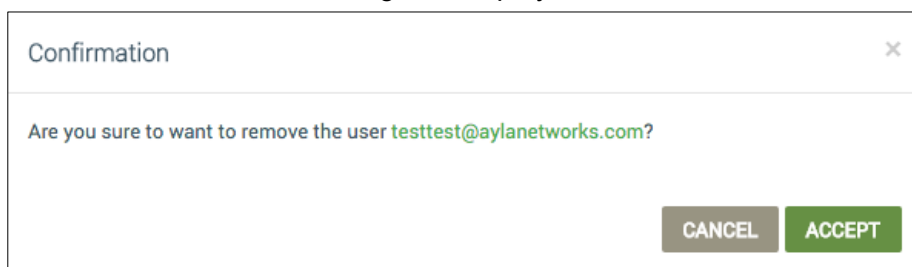 Confirmation ×
Are you sure to want to remove the user testtest@aylanetworks.com?
CANCEL ACCEPT